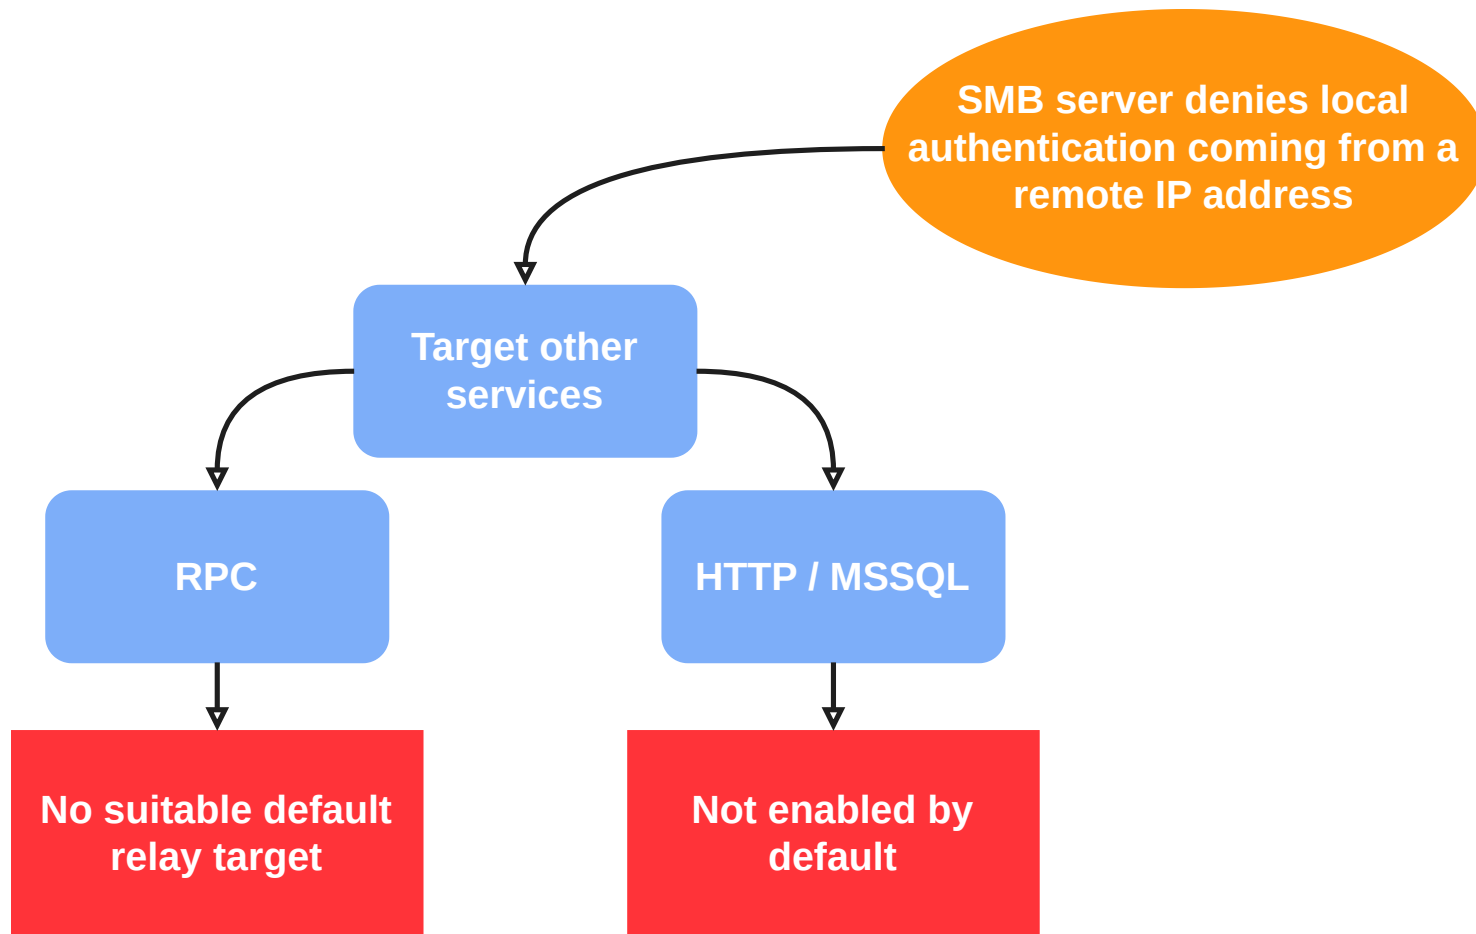 SMB server denies local
authentication coming from a
remote IP address
Target other
services
RPC
HTTP / MSSQL
No suitable default
relay target
Not enabled by
default